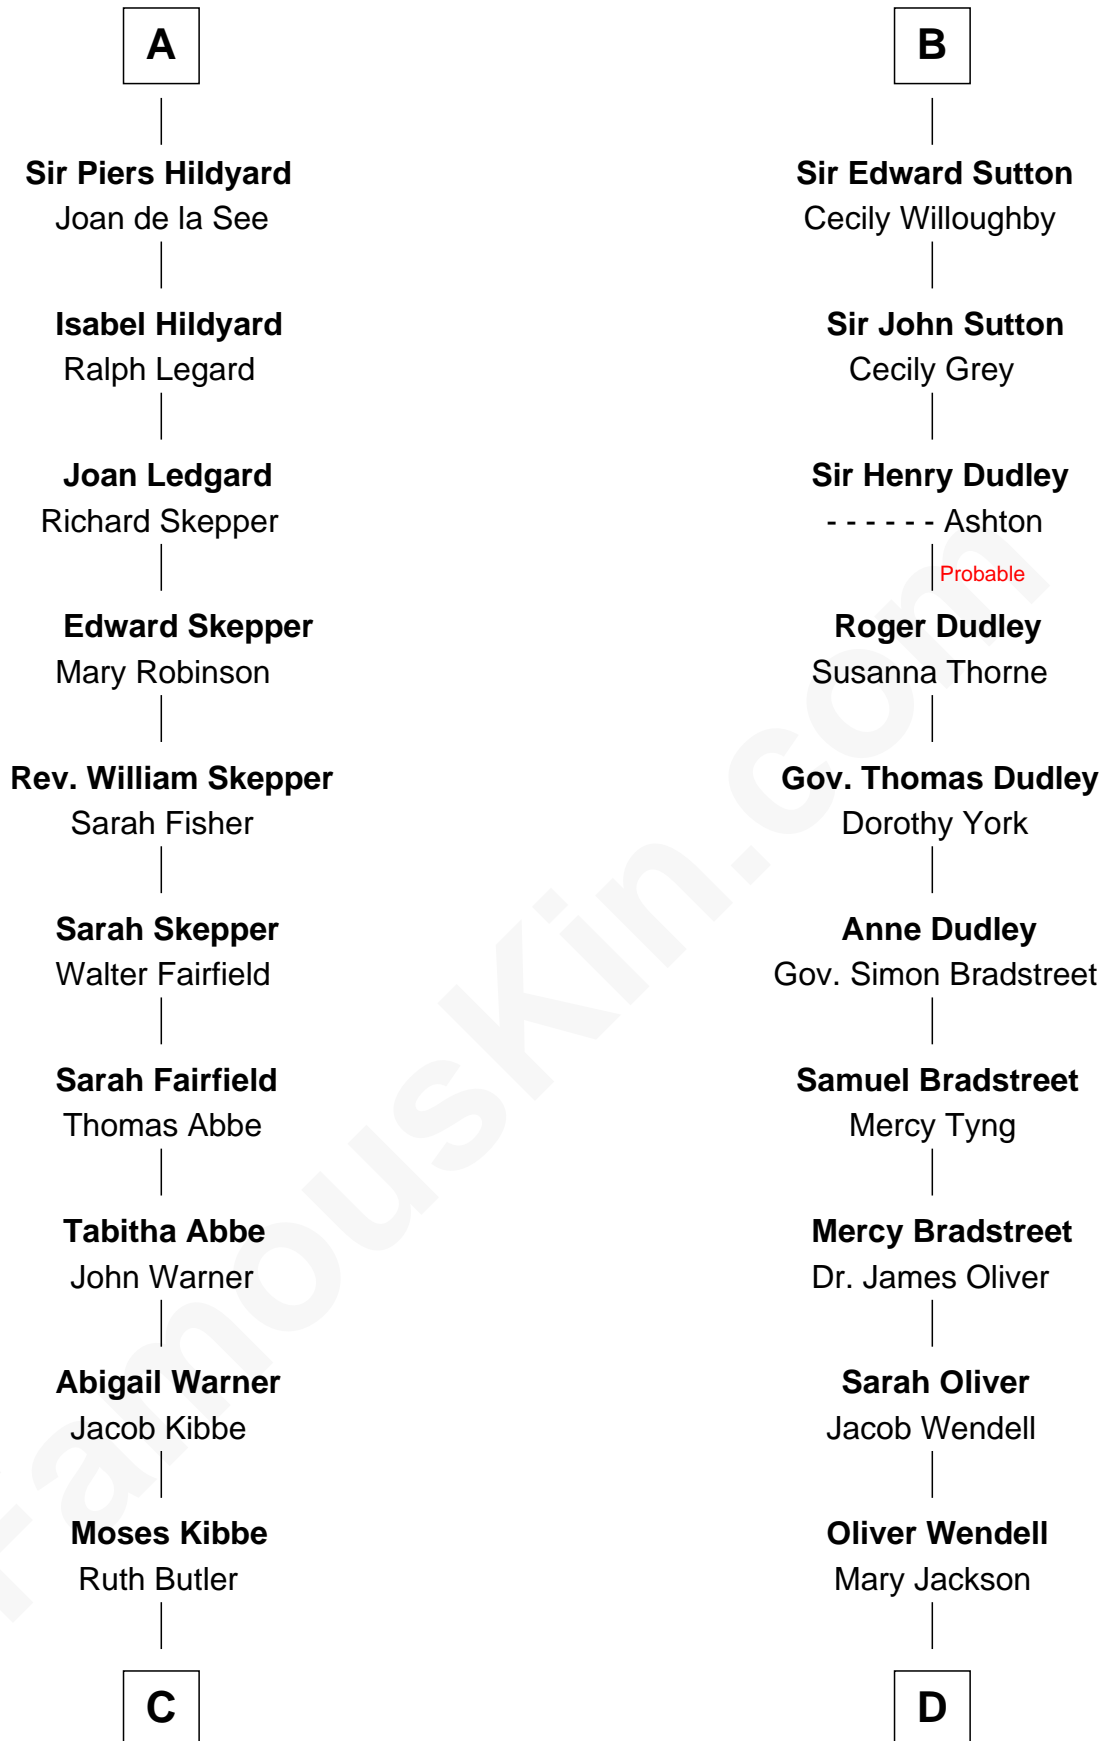 A
Sir Piers Hildyard
Joan de la See
Isabel Hildyard
Ralph Legard
Joan Ledgard
Richard Skepper
Edward Skepper
Mary Robinson
Rev. William Skepper
Sarah Fisher
Sarah Skepper
Walter Fairfield
Sarah Fairfield
Thomas Abbe
Tabitha Abbe
John Warner
Abigail Warner
Jacob Kibbe
Moses Kibbe
Ruth Butler
C
B
Sir Edward Sutton
Cecily Willoughby
Sir John Sutton
Cecily Grey
Sir Henry Dudley
- - - - - - Ashton
Probable
Roger Dudley
Susanna Thorne
Gov. Thomas Dudley
Dorothy York
Anne Dudley
Gov. Simon Bradstreet
Samuel Bradstreet
Mercy Tyng
Mercy Bradstreet
Dr. James Oliver
Sarah Oliver
Jacob Wendell
Oliver Wendell
Mary Jackson
D
FamousKin.com